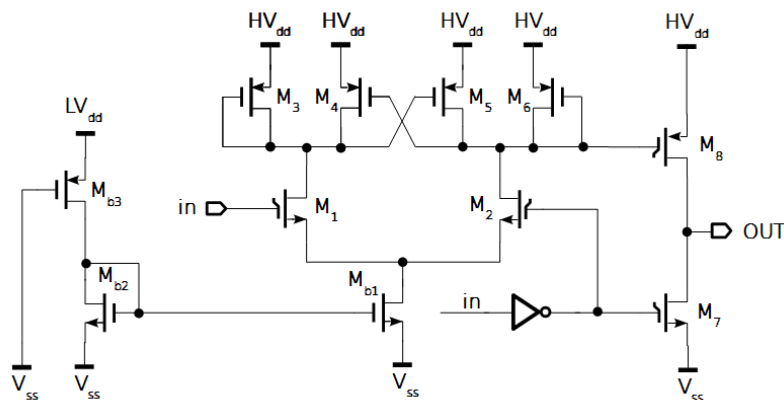 HVdd HVdd HVdd HVdd HVdd
M3 M4 M5 M6
LVdd
M8
Mb3
in M1 M2
OUT
Mb2 Mb1 in
M7
Vss Vss Vss Vss